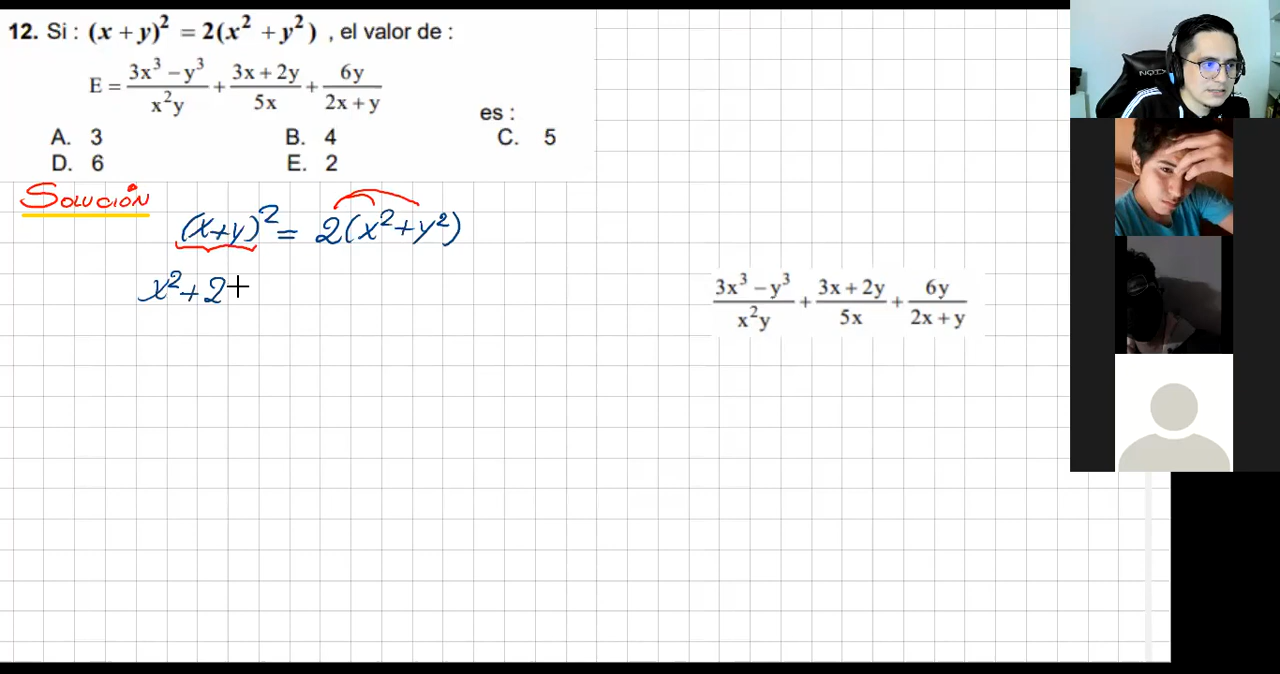 12. Si : (x + y)² = 2(x² + y²) , el valor de :
E = (3x³ − y³)/(x²y) + (3x + 2y)/(5x) + 6y/(2x + y)
es :
A. 3 B. 4 C. 5
D. 6 E. 2
SOLUCIÓN
(x+y)² = 2(x²+y²)
x²+2
(3x³ − y³)/(x²y) + (3x + 2y)/(5x) + 6y/(2x + y)